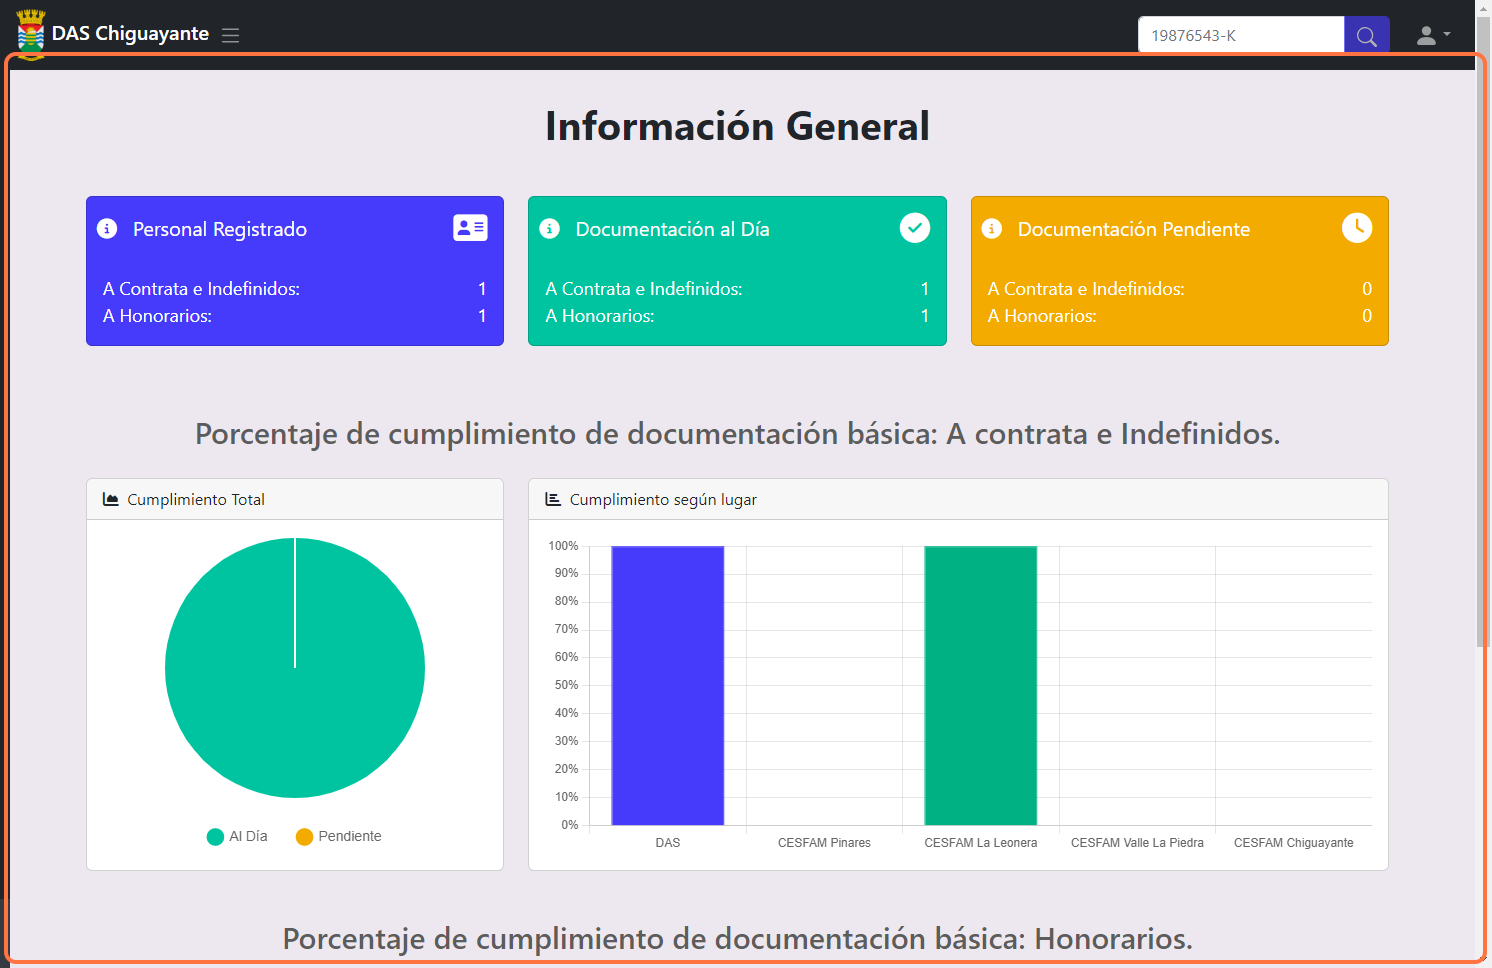 DAS Chiguayante
19876543-K
Información General
Personal Registrado
A Contrata e Indefinidos: 1
A Honorarios: 1
Documentación al Día
A Contrata e Indefinidos: 1
A Honorarios: 1
Documentación Pendiente
A Contrata e Indefinidos: 0
A Honorarios: 0
Porcentaje de cumplimiento de documentación básica: A contrata e Indefinidos.
Cumplimiento Total
Al Día
Pendiente
Cumplimiento según lugar
100%
90%
80%
70%
60%
50%
40%
30%
20%
10%
0%
DAS
CESFAM Pinares
CESFAM La Leonera
CESFAM Valle La Piedra
CESFAM Chiguayante
Porcentaje de cumplimiento de documentación básica: Honorarios.